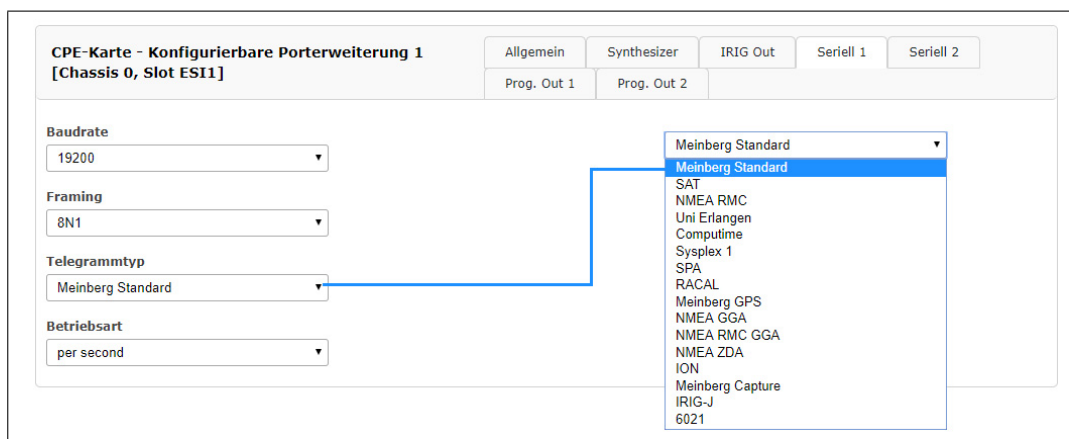 CPE-Karte - Konfigurierbare Porterweiterung 1
[Chassis 0, Slot ESI1]
Allgemein
Synthesizer
IRIG Out
Seriell 1
Seriell 2
Prog. Out 1
Prog. Out 2
Baudrate
19200
Framing
8N1
Telegrammtyp
Meinberg Standard
Betriebsart
per second
Meinberg Standard
Meinberg Standard
SAT
NMEA RMC
Uni Erlangen
Computime
Sysplex 1
SPA
RACAL
Meinberg GPS
NMEA GGA
NMEA RMC GGA
NMEA ZDA
ION
Meinberg Capture
IRIG-J
6021